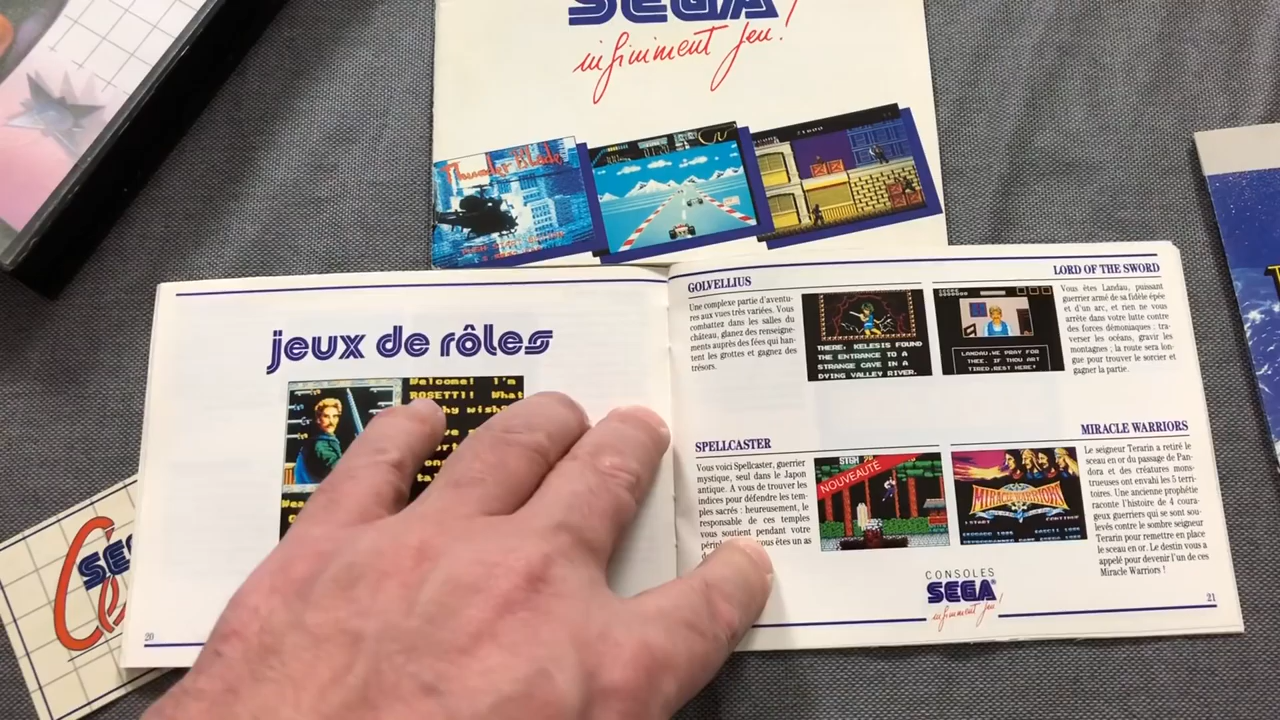 SEGA
infiniment jeu!
Thunder Blade
jeux de rôles
Welcome! I'm
ROSETTI! What
hy wish?
20
GOLVELLIUS
Une complexe partie d'aventu-
res aux vues très variées. Vous
combattez dans les salles du
château, glanez des renseigne-
ments auprès des fées qui han-
tent les grottes et gagnez des
trésors.
THERE, KELESIS FOUND
THE ENTRANCE TO A
STRANGE CAVE IN A
DYING VALLEY RIVER.
LORD OF THE SWORD
LANDAU, WE PRAY FOR
THEE. IF THOU ART
TIRED, REST HERE!
Vous êtes Landau, puissant
guerrier armé de sa fidèle épée
et d'un arc, et rien ne vous
arrête dans votre lutte contre
des forces démoniaques : tra-
verser les océans, gravir les
montagnes ; la route sera lon-
gue pour trouver le sorcier et
gagner la partie.
SPELLCASTER
Vous voici Spellcaster, guerrier
mystique, seul dans le Japon
antique. A vous de trouver les
indices pour défendre les tem-
ples sacrés : heureusement, le
responsable de ces temples
vous soutient pendant votre
ous êtes un as
NOUVEAUTÉ
MIRACLE WARRIORS
MIRACLE WARRIORS
START
CONTINUE
Le seigneur Terarin a retiré le
sceau en or du passage de Pan-
dora et des créatures mons-
trueuses ont envahi les 5 terri-
toires. Une ancienne prophétie
raconte l'histoire de 4 coura-
geux guerriers qui se sont sou-
levés contre le sombre seigneur
Terarin pour remettre en place
le sceau en or. Le destin vous a
appelé pour devenir l'un de ces
Miracle Warriors !
CONSOLES
SEGA
infiniment jeu!
21